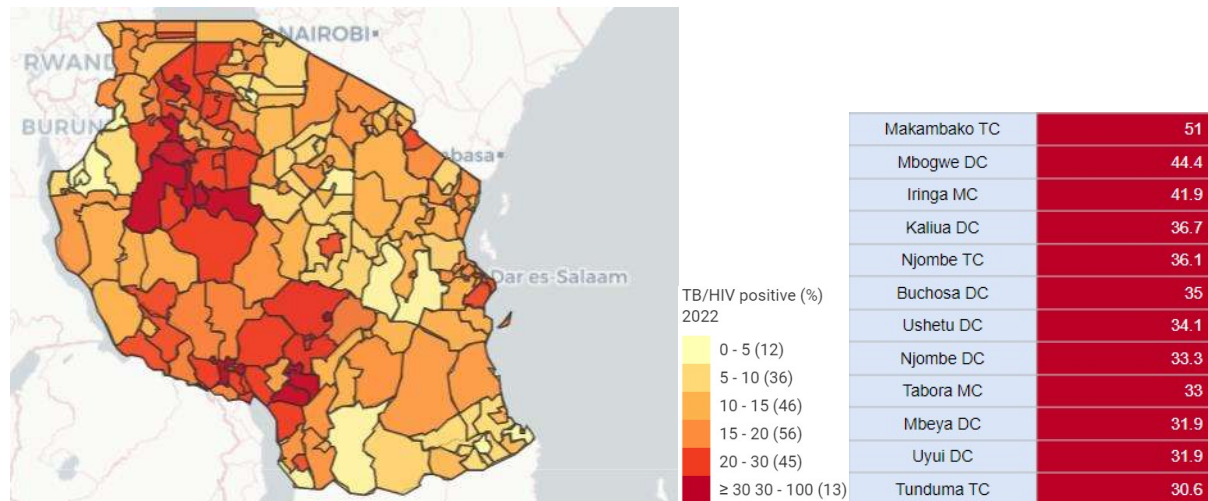 NAIROBI
RWAND
BURUN
basa
Dar es-Salaam
TB/HIV positive (%)
2022
0 - 5 (12)
5 - 10 (36)
10 - 15 (46)
15 - 20 (56)
20 - 30 (45)
≥ 30 30 - 100 (13)
Makambako TC 51
Mbogwe DC 44.4
Iringa MC 41.9
Kaliua DC 36.7
Njombe TC 36.1
Buchosa DC 35
Ushetu DC 34.1
Njombe DC 33.3
Tabora MC 33
Mbeya DC 31.9
Uyui DC 31.9
Tunduma TC 30.6